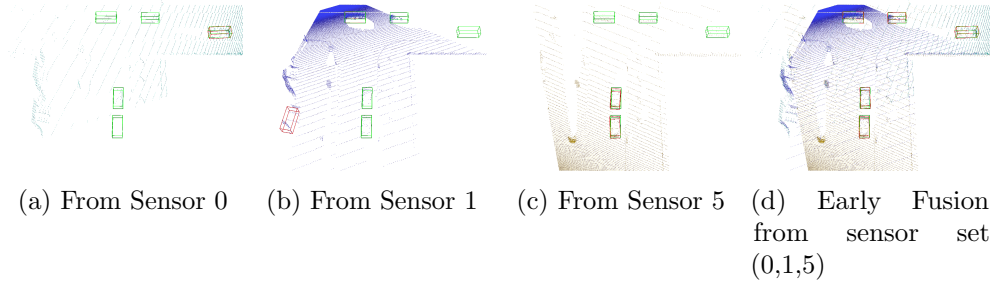 (a) From Sensor 0
(b) From Sensor 1
(c) From Sensor 5
(d) Early Fusion
from sensor set
(0,1,5)